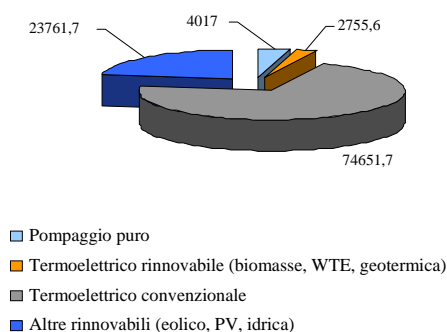 4017
2755,6
23761,7
74651,7
Pompaggio puro
Termoelettrico rinnovabile (biomasse, WTE, geotermica)
Termoelettrico convenzionale
Altre rinnovabili (eolico, PV, idrica)